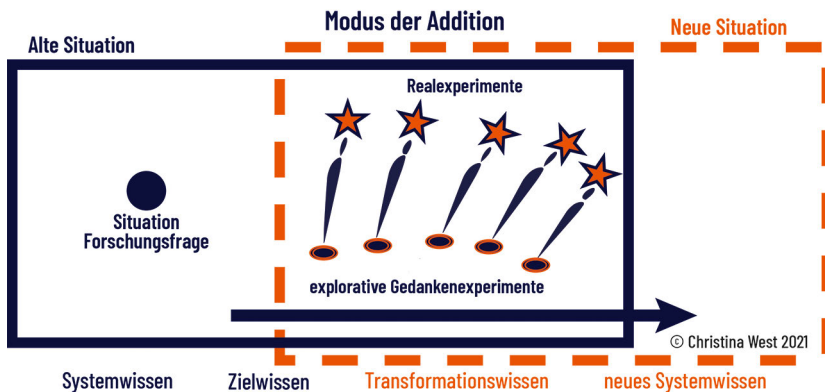 Modus der Addition
Alte Situation
Neue Situation
Realexperimente
Situation
Forschungsfrage
explorative Gedankenexperimente
© Christina West 2021
Systemwissen
Zielwissen
Transformationswissen
neues Systemwissen